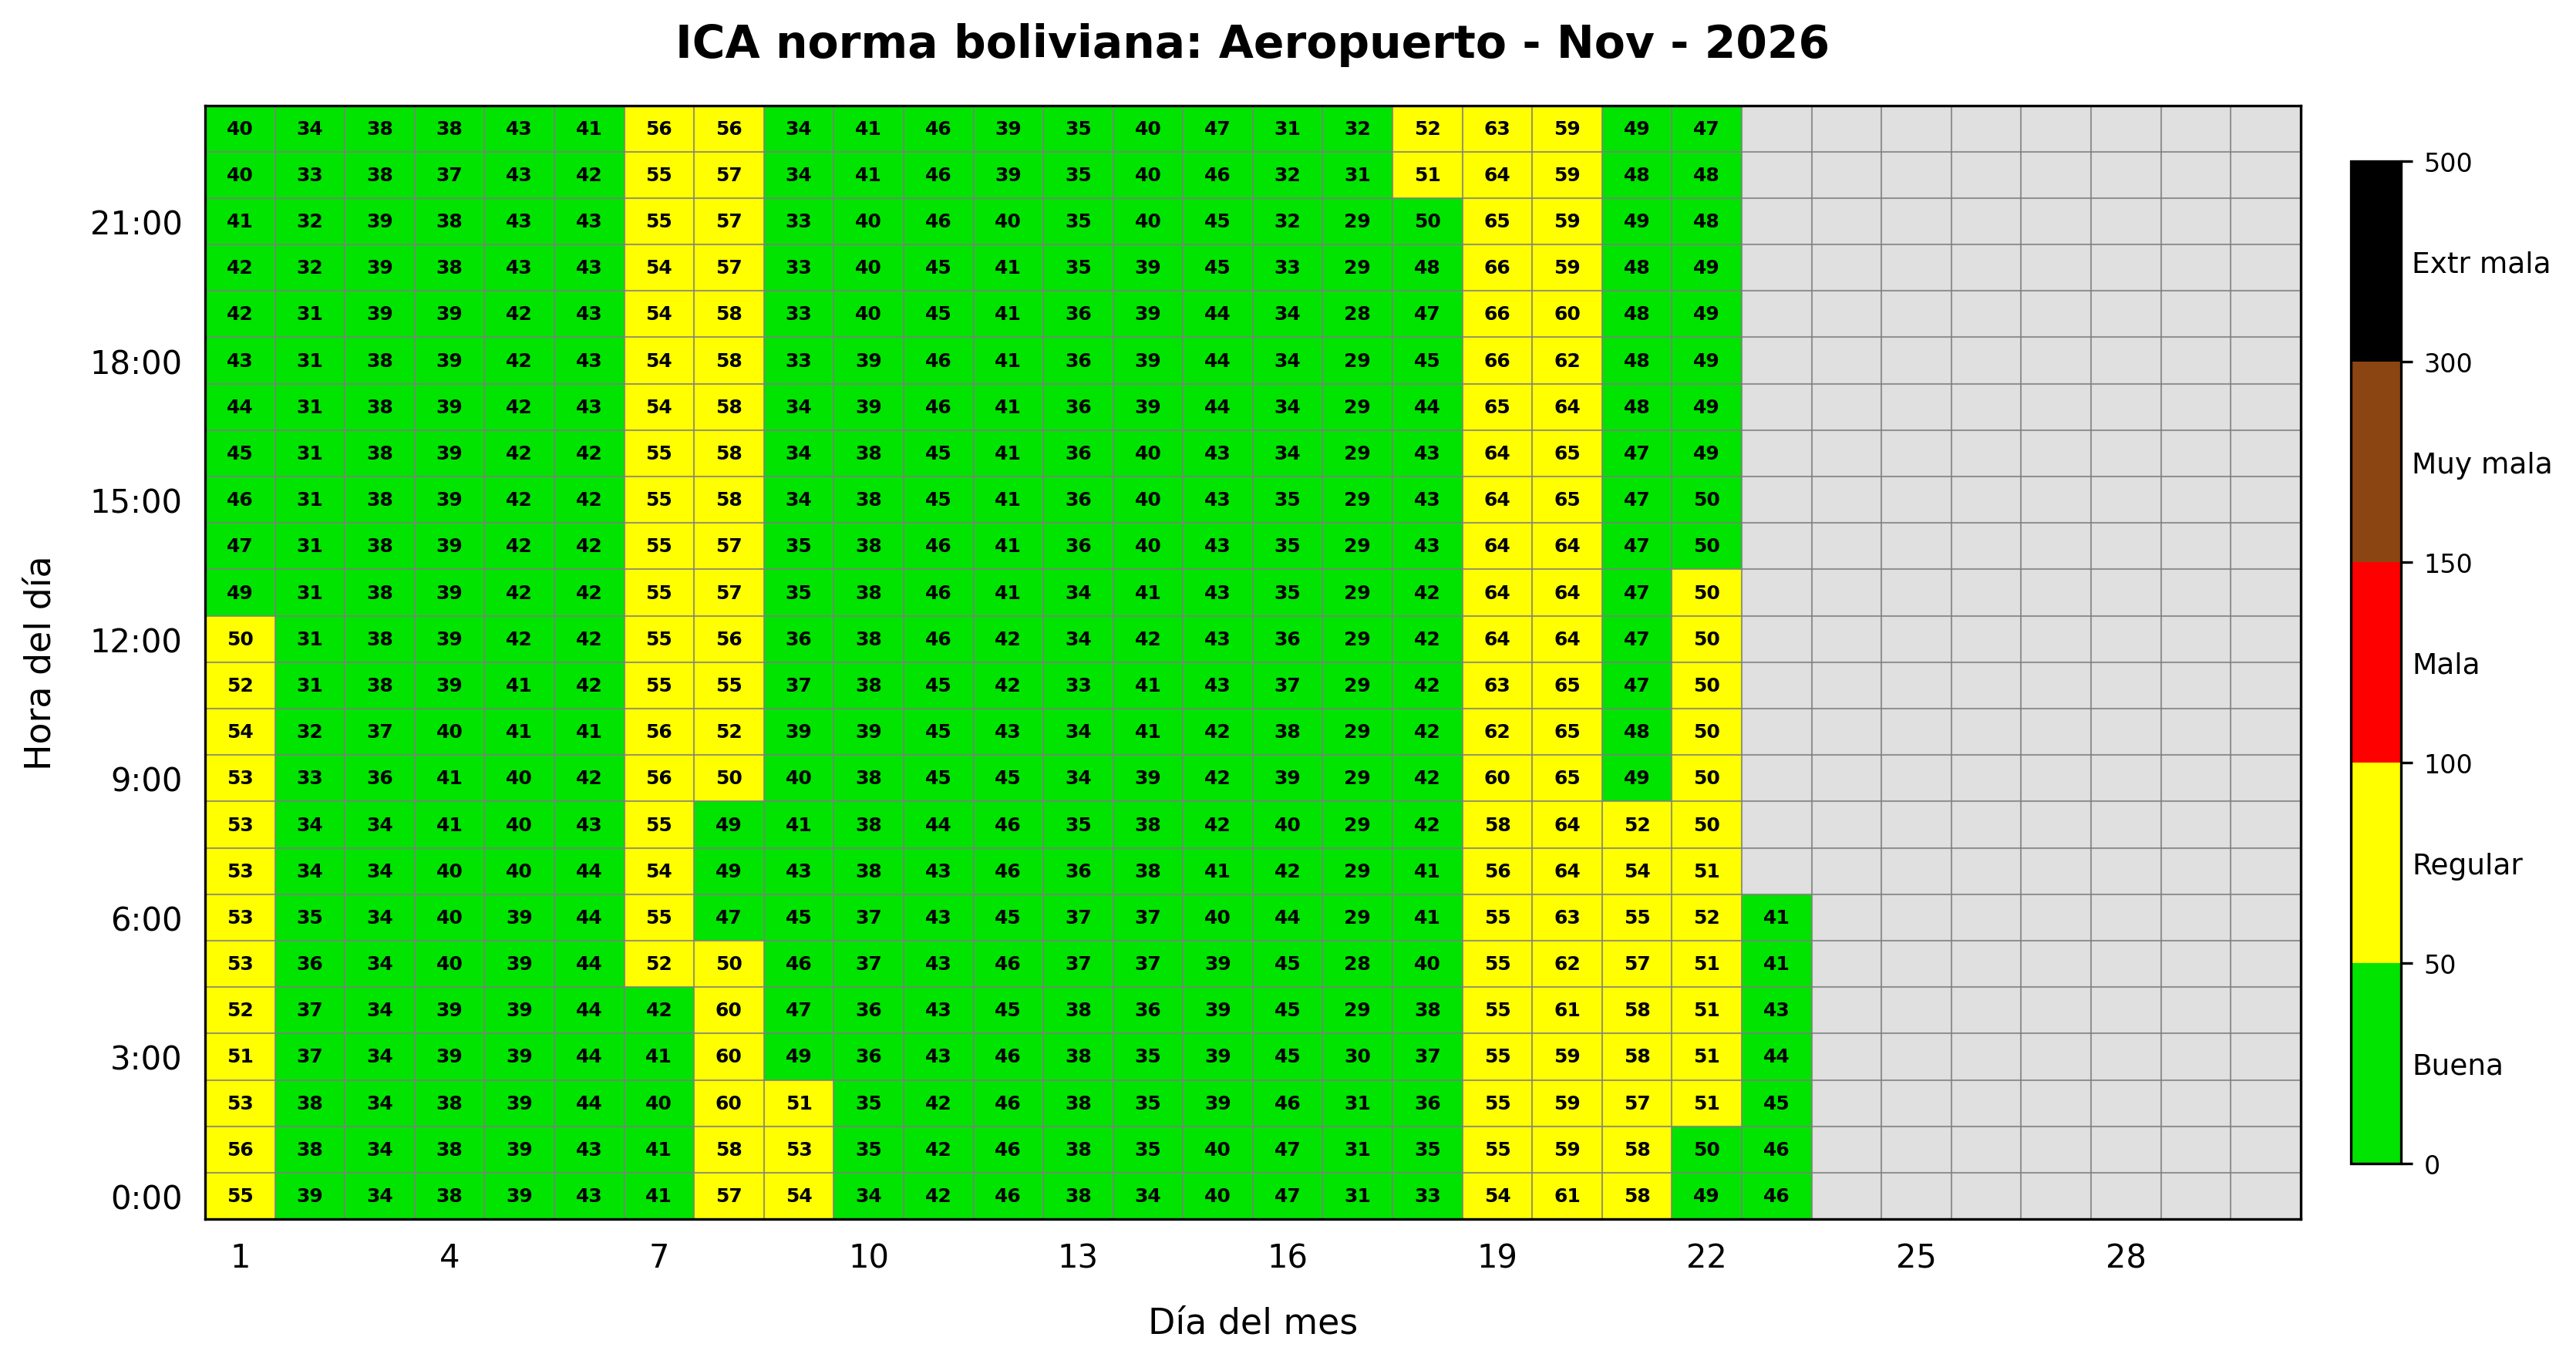 ICA norma boliviana: Aeropuerto - Nov - 2026
40 34 38 38 43 41 56 56 34 41 46 39 35 40 47 31 32 52 63 59 49 47
40 33 38 37 43 42 55 57 34 41 46 39 35 40 46 32 31 51 64 59 48 48
21:00 41 32 39 38 43 43 55 57 33 40 46 40 35 40 45 32 29 50 65 59 49 48
42 32 39 38 43 43 54 57 33 40 45 41 35 39 45 33 29 48 66 59 48 49
42 31 39 39 42 43 54 58 33 40 45 41 36 39 44 34 28 47 66 60 48 49
18:00 43 31 38 39 42 43 54 58 33 39 46 41 36 39 44 34 29 45 66 62 48 49
44 31 38 39 42 43 54 58 34 39 46 41 36 39 44 34 29 44 65 64 48 49
45 31 38 39 42 42 55 58 34 38 45 41 36 40 43 34 29 43 64 65 47 49
15:00 46 31 38 39 42 42 55 58 34 38 45 41 36 40 43 35 29 43 64 65 47 50
47 31 38 39 42 42 55 57 35 38 46 41 36 40 43 35 29 43 64 64 47 50
49 31 38 39 42 42 55 57 35 38 46 41 34 41 43 35 29 42 64 64 47 50
12:00 50 31 38 39 42 42 55 56 36 38 46 42 34 42 43 36 29 42 64 64 47 50
52 31 38 39 41 42 55 55 37 38 45 42 33 41 43 37 29 42 63 65 47 50
54 32 37 40 41 41 56 52 39 39 45 43 34 41 42 38 29 42 62 65 48 50
9:00 53 33 36 41 40 42 56 50 40 38 45 45 34 39 42 39 29 42 60 65 49 50
53 34 34 41 40 43 55 49 41 38 44 46 35 38 42 40 29 42 58 64 52 50
53 34 34 40 40 44 54 49 43 38 43 46 36 38 41 42 29 41 56 64 54 51
6:00 53 35 34 40 39 44 55 47 45 37 43 45 37 37 40 44 29 41 55 63 55 52 41
53 36 34 40 39 44 52 50 46 37 43 46 37 37 39 45 28 40 55 62 57 51 41
52 37 34 39 39 44 42 60 47 36 43 45 38 36 39 45 29 38 55 61 58 51 43
3:00 51 37 34 39 39 44 41 60 49 36 43 46 38 35 39 45 30 37 55 59 58 51 44
53 38 34 38 39 44 40 60 51 35 42 46 38 35 39 46 31 36 55 59 57 51 45
56 38 34 38 39 43 41 58 53 35 42 46 38 35 40 47 31 35 55 59 58 50 46
0:00 55 39 34 38 39 43 41 57 54 34 42 46 38 34 40 47 31 33 54 61 58 49 46
1 4 7 10 13 16 19 22 25 28
Día del mes
Hora del día
500
Extr mala
300
Muy mala
150
Mala
100
Regular
50
Buena
0